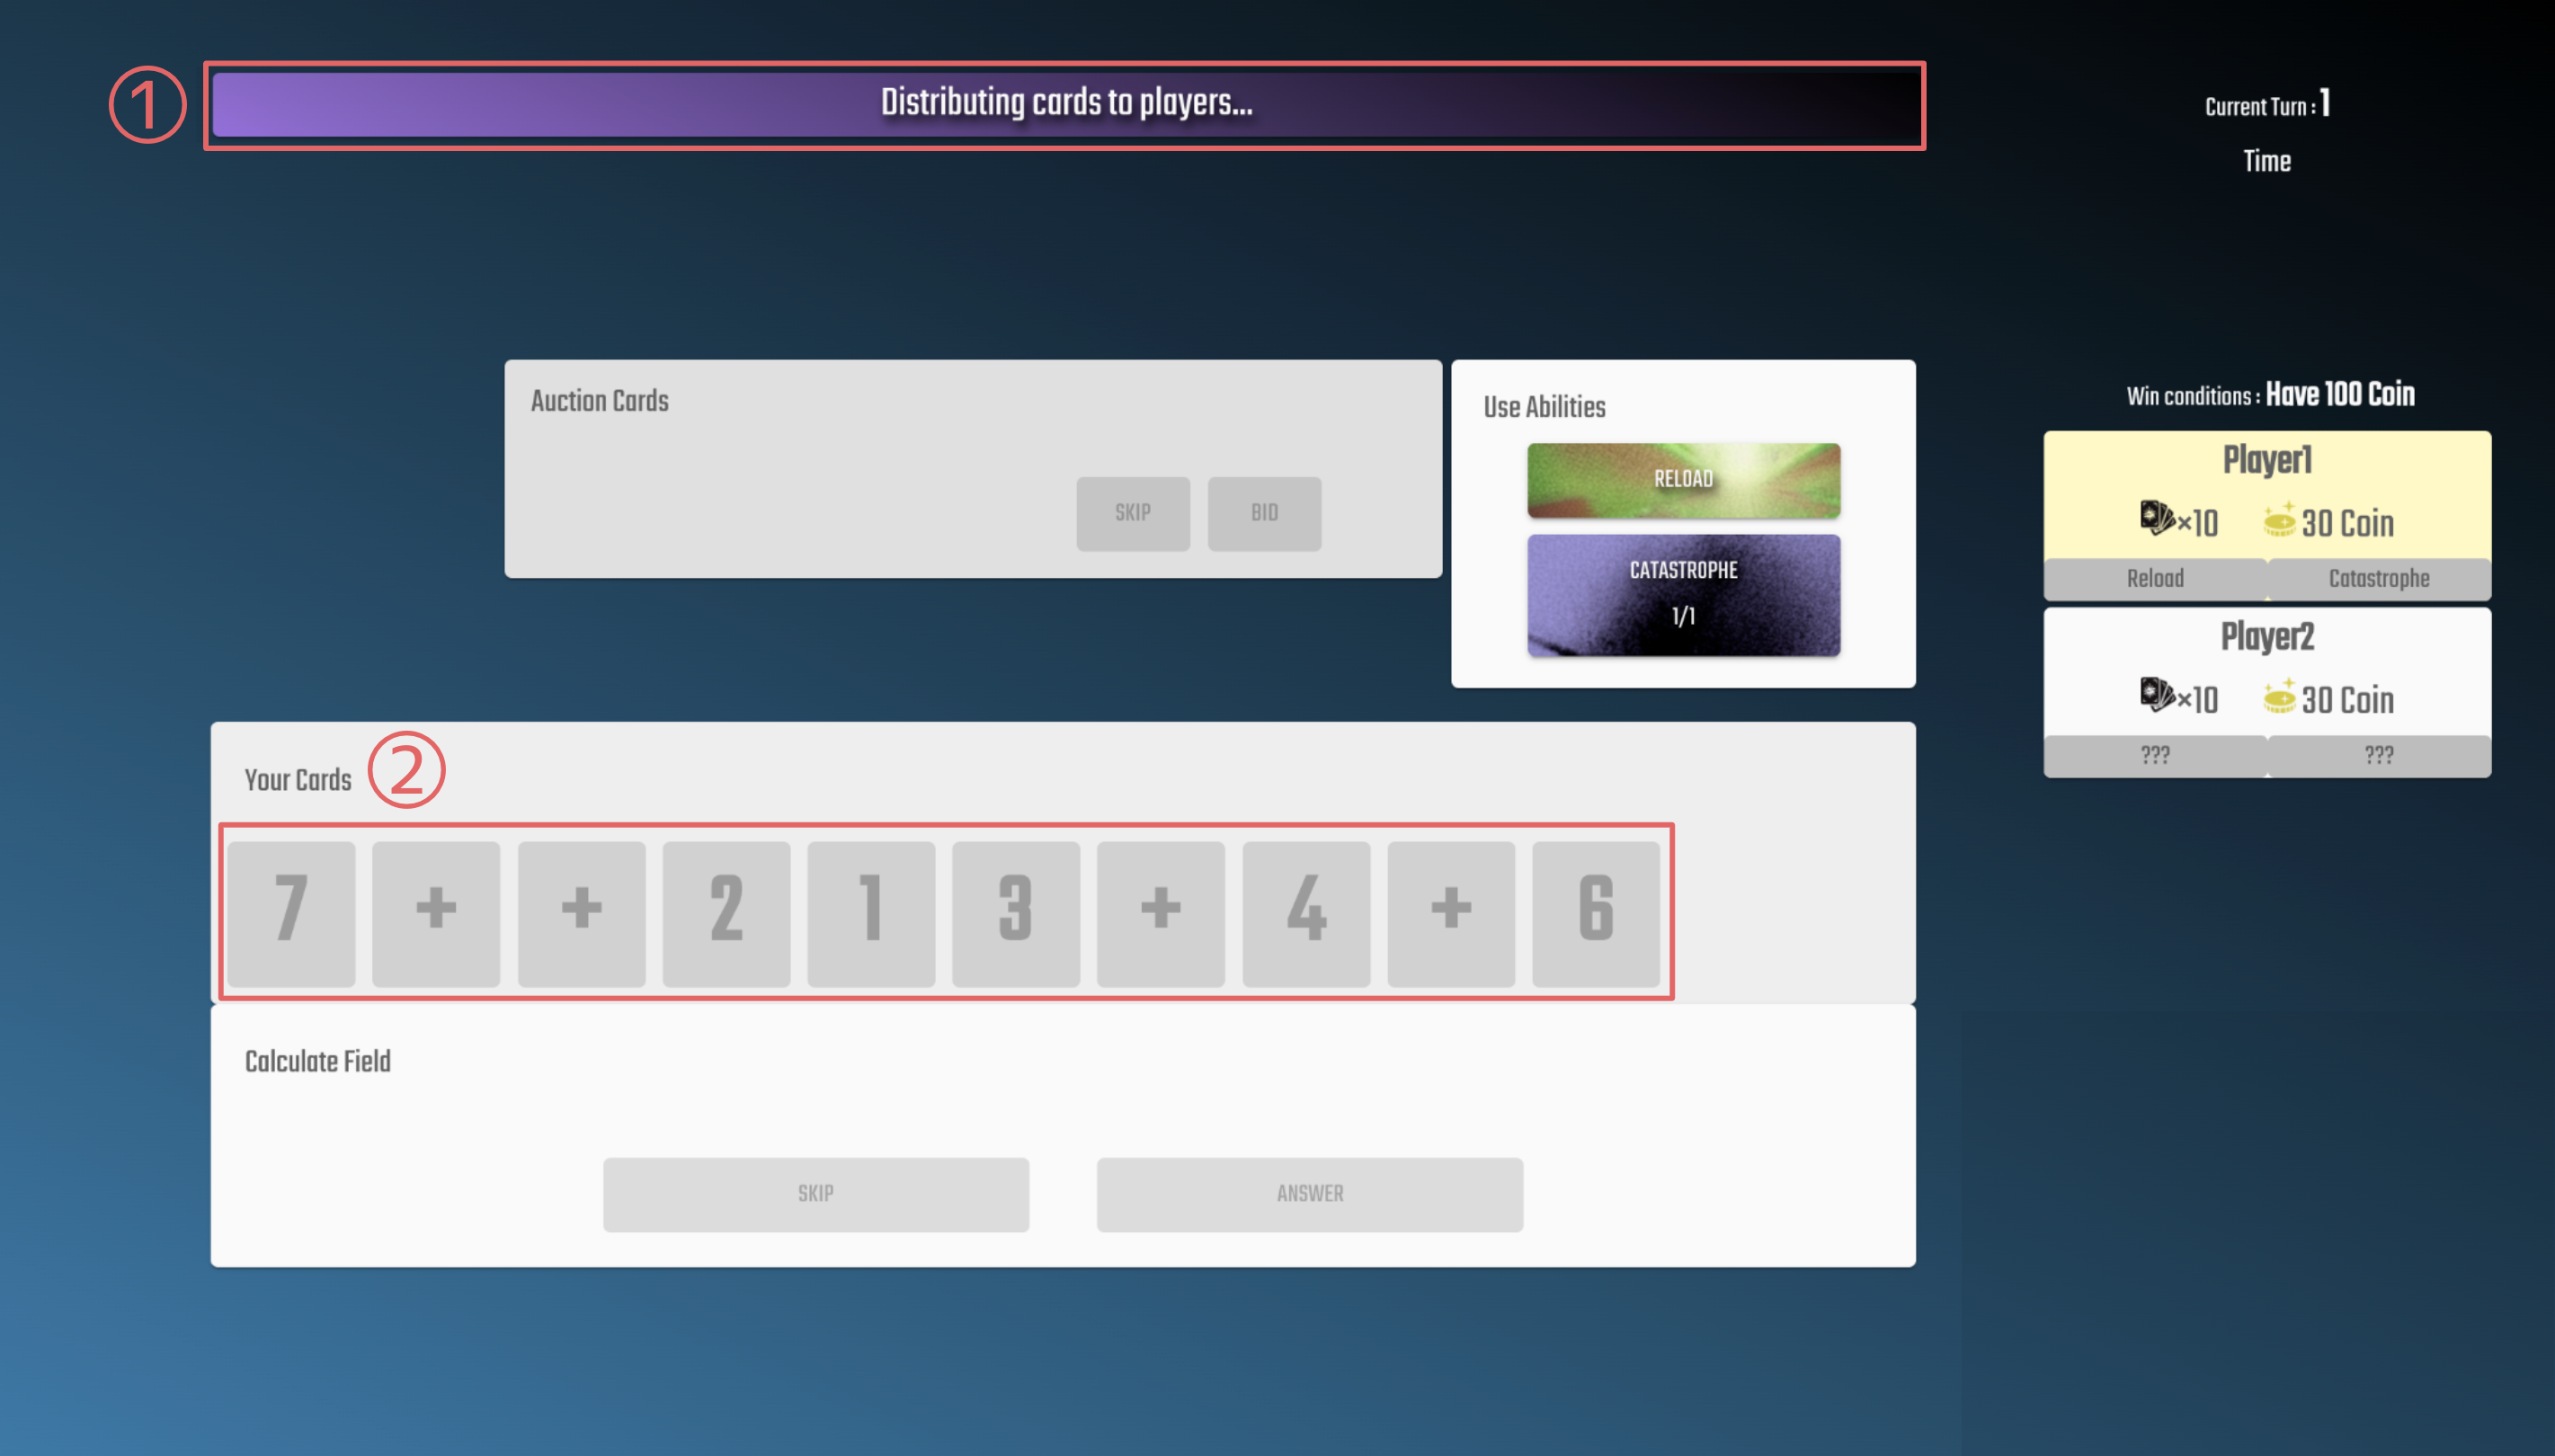 ①
Distributing cards to players...
Current Turn : 1
Time
Auction Cards
SKIP
BID
Use Abilities
RELOAD
CATASTROPHE
1/1
Win conditions : Have 100 Coin
Player1
×10
30 Coin
Reload
Catastrophe
Player2
×10
30 Coin
???
???
Your Cards
②
7 + + 2 1 3 + 4 + 6
Calculate Field
SKIP
ANSWER